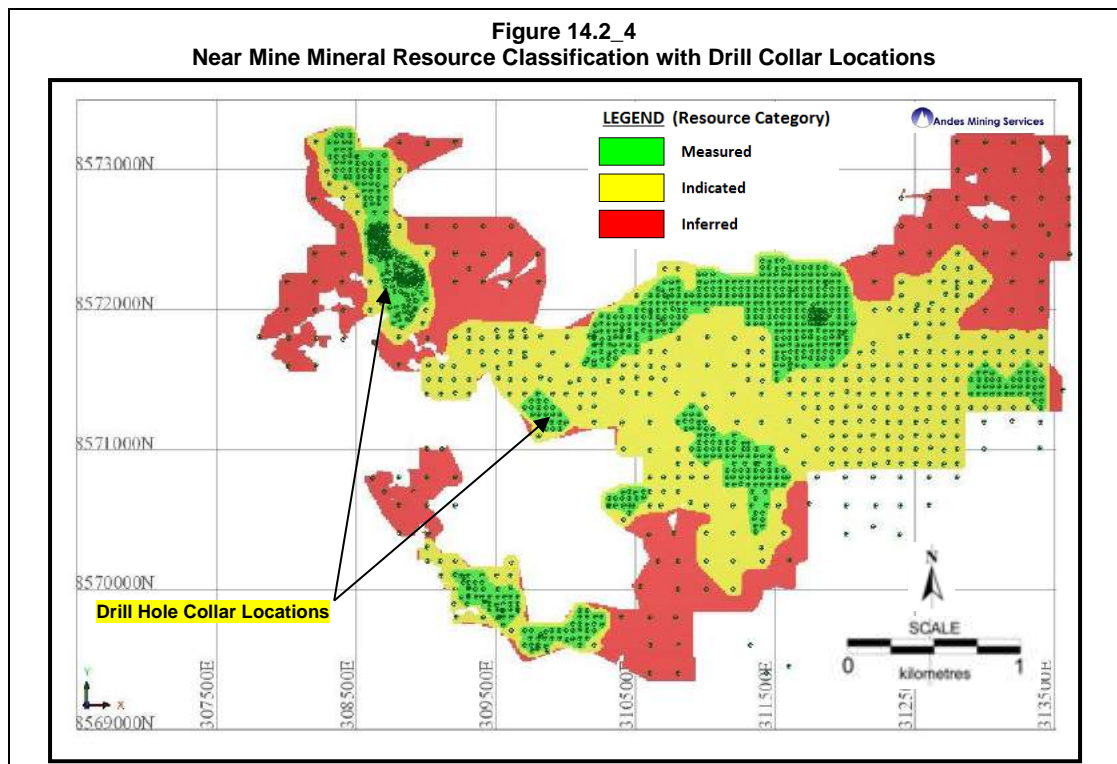 Figure 14.2_4
Near Mine Mineral Resource Classification with Drill Collar Locations
LEGEND (Resource Category)
Measured
Indicated
Inferred
Andes Mining Services
8573000N
8572000N
8571000N
8570000N
8569000N
Drill Hole Collar Locations
N
SCALE
0 1
kilometres
Y
X
307500E
308500E
309500E
310500E
311500E
3125
313500E